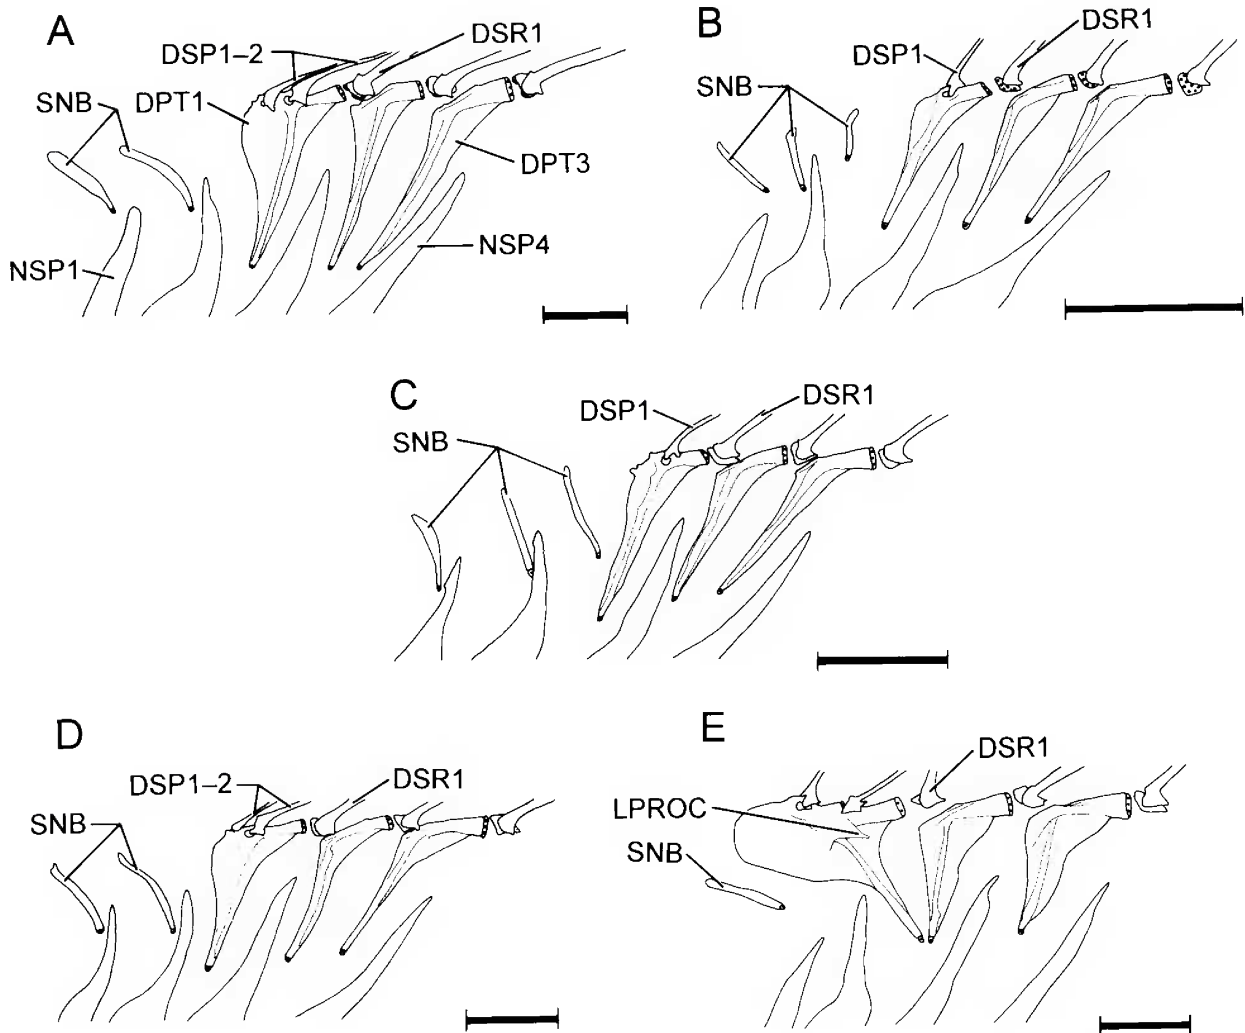 A
DSP1–2
DSR1
SNB
DPT1
DPT3
NSP1
NSP4
B
DSR1
DSP1
SNB
C
DSP1
DSR1
SNB
D
DSP1–2
DSR1
SNB
E
DSR1
LPROC
SNB